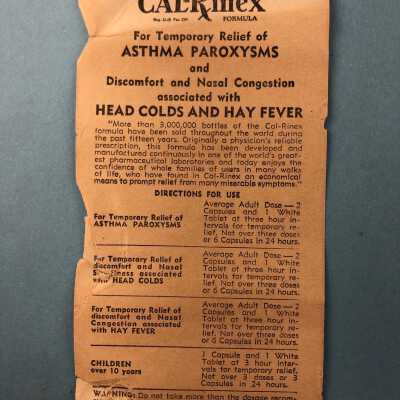 CAL-Rinex
Reg. U.S. Pat. Off. FORMULA
For Temporary Relief of
ASTHMA PAROXYSMS
and
Discomfort and Nasal Congestion
associated with
HEAD COLDS AND HAY FEVER
"More than 9,000,000 bottles of the Cal-Rinex
formula have been sold throughout the world during
the past fifteen years. Originally a physician's reliable
prescription, this formula has been developed and
manufactured continuously in one of the world's great-
est pharmaceutical laboratories and today enjoys the
confidence of whole families of users in many walks
of life, who have found in Cal-Rinex an economical
means to prompt relief from many miserable symptoms."
DIRECTIONS FOR USE
For Temporary Relief of
ASTHMA PAROXYSMS
Average Adult Dose — 2
Capsules and 1 White
Tablet at three hour
intervals for temporary
relief. Not over three doses
or 6 Capsules in 24 hours.
For Temporary Relief of
discomfort and Nasal
associated
with HEAD COLDS
Average Adult Dose — 2
Capsules and 1 White
Tablet at three hour in-
tervals for temporary re-
lief. Not over 3 doses or
6 Capsules in 24 hours.
For Temporary Relief of
discomfort and Nasal
Congestion associated
with HAY FEVER
Average Adult Dose — 2
Capsules and 1 White
Tablet at three hour in-
tervals for temporary re-
lief. Not over 3 doses or
6 Capsules in 24 hours.
CHILDREN
over 10 years
1 Capsule and 1 White
Tablet at 3 hour inter-
vals for temporary relief.
Not over 3 doses or 3
Capsules in 24 hours.
WARNING: Do not take more than the dosage recom-